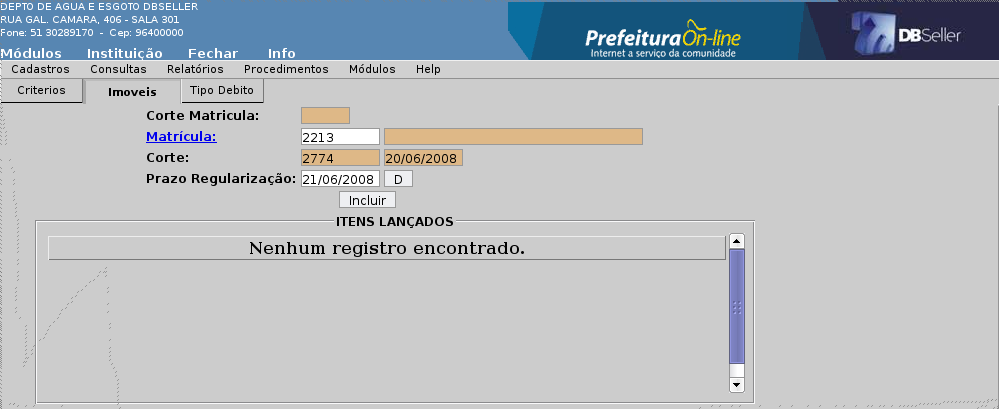 DEPTO DE AGUA E ESGOTO DBSELLER
RUA GAL. CAMARA, 406 - SALA 301
Fone: 51 30289170 - Cep: 96400000
PrefeituraOn-line
Internet a serviço da comunidade
DBSeller
Módulos Instituição Fechar Info
Cadastros Consultas Relatórios Procedimentos Módulos Help
Criterios Imoveis Tipo Debito
Corte Matricula:
Matrícula: 2213
Corte: 2774 20/06/2008
Prazo Regularização: 21/06/2008 D
Incluir
ITENS LANÇADOS
Nenhum registro encontrado.